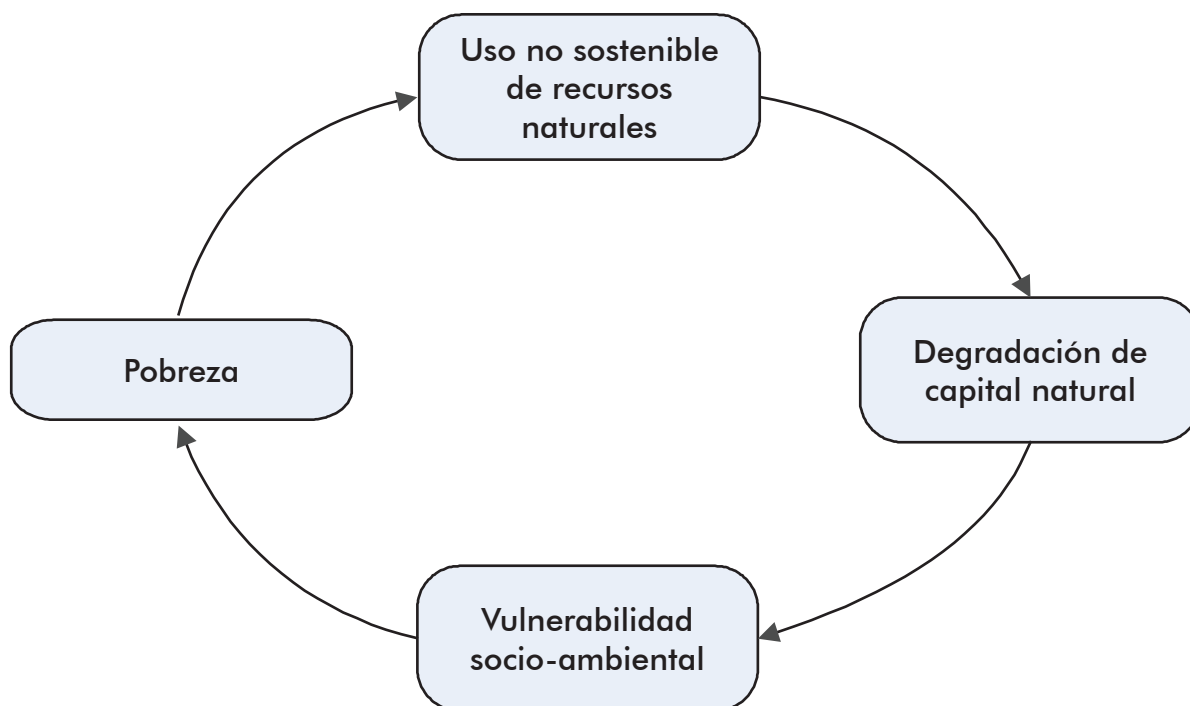 Uso no sostenible
de recursos
naturales
Degradación de
capital natural
Vulnerabilidad
socio-ambiental
Pobreza